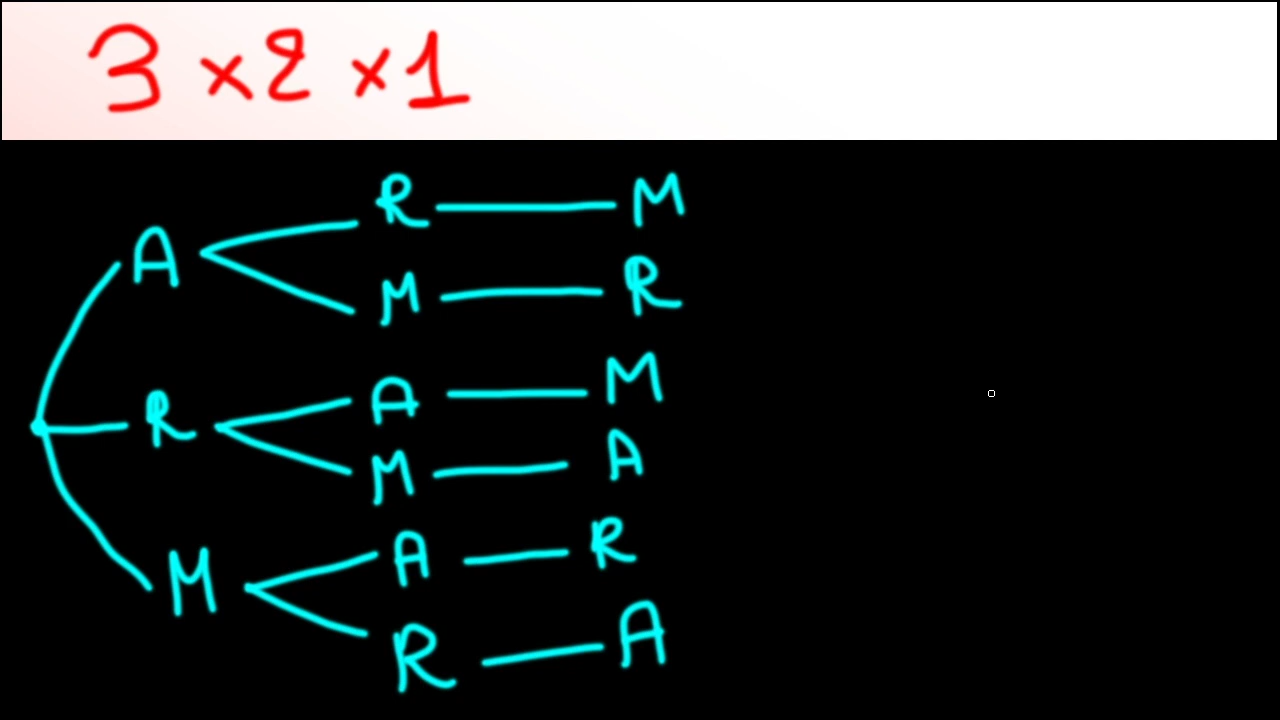 3 × 2 × 1
A R M
M R
R A M
M A
M A R
R A